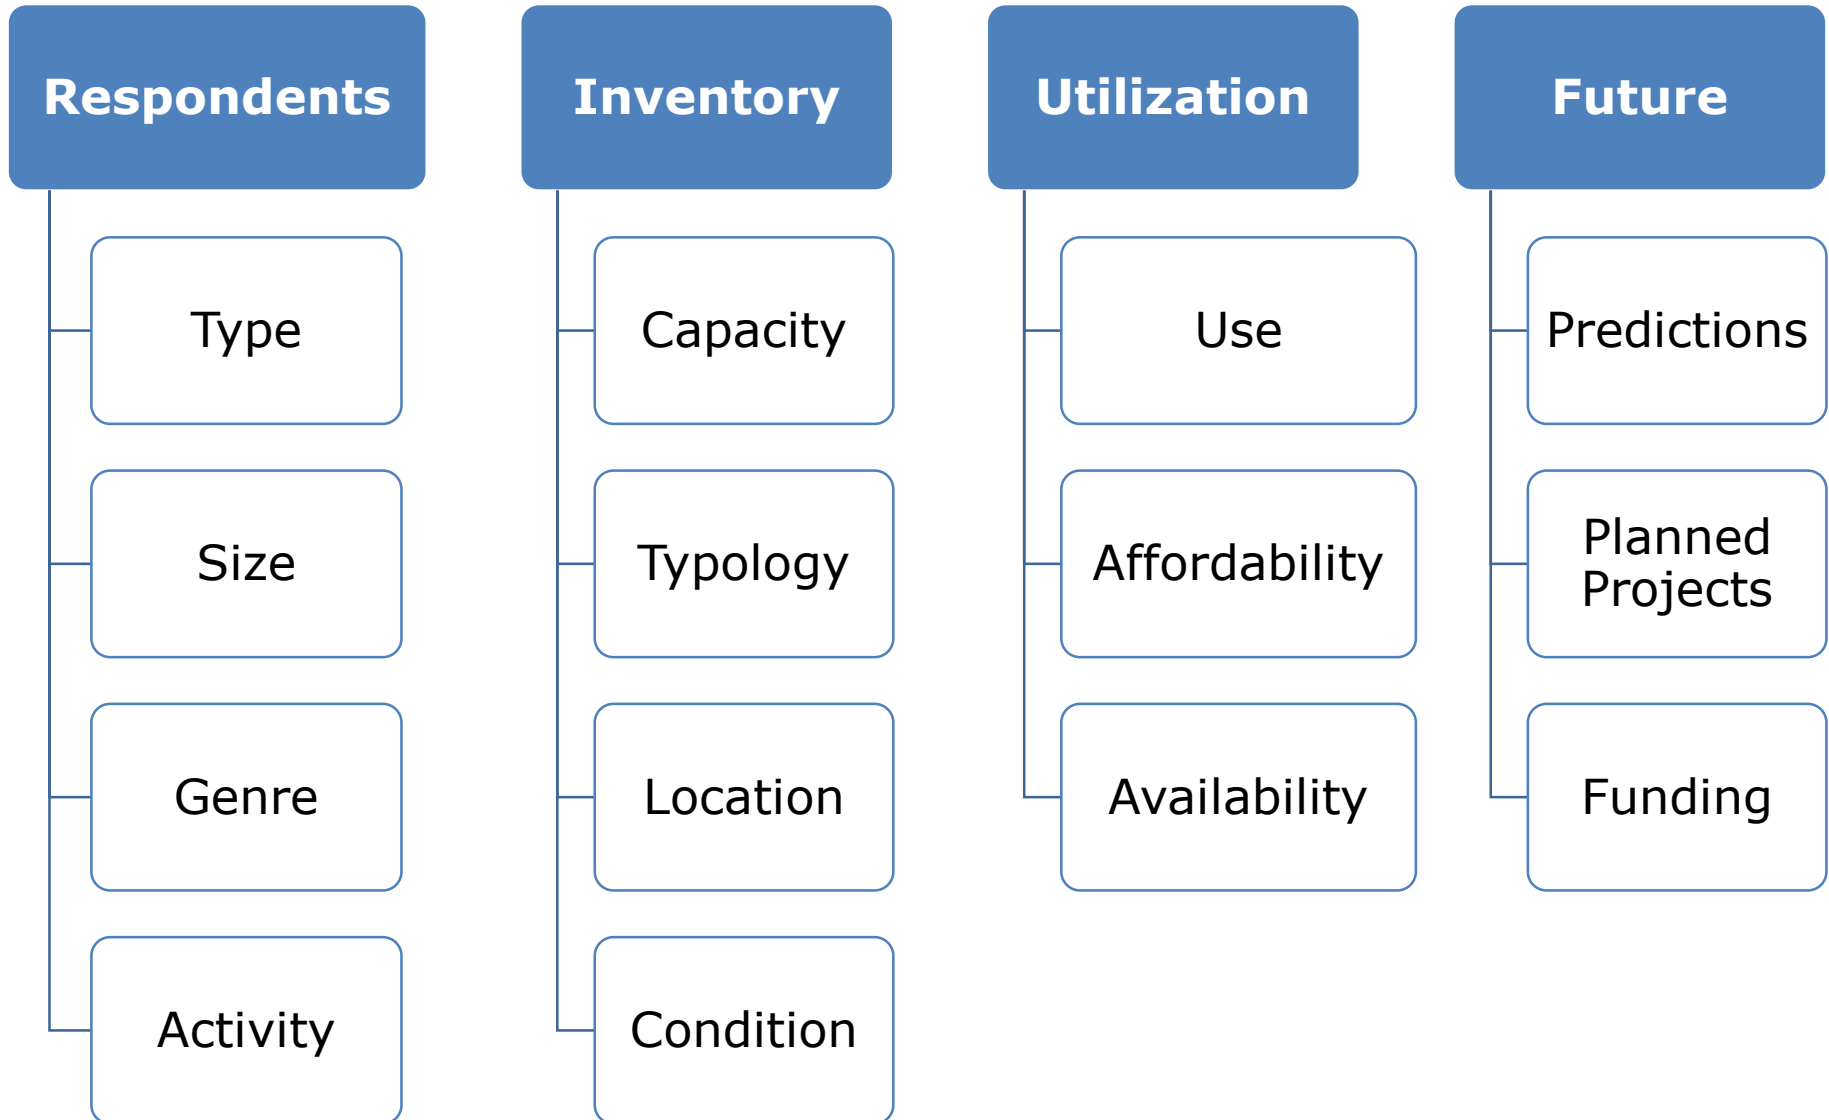 Respondents
Type
Size
Genre
Activity
Inventory
Capacity
Typology
Location
Condition
Utilization
Use
Affordability
Availability
Future
Predictions
Planned
Projects
Funding